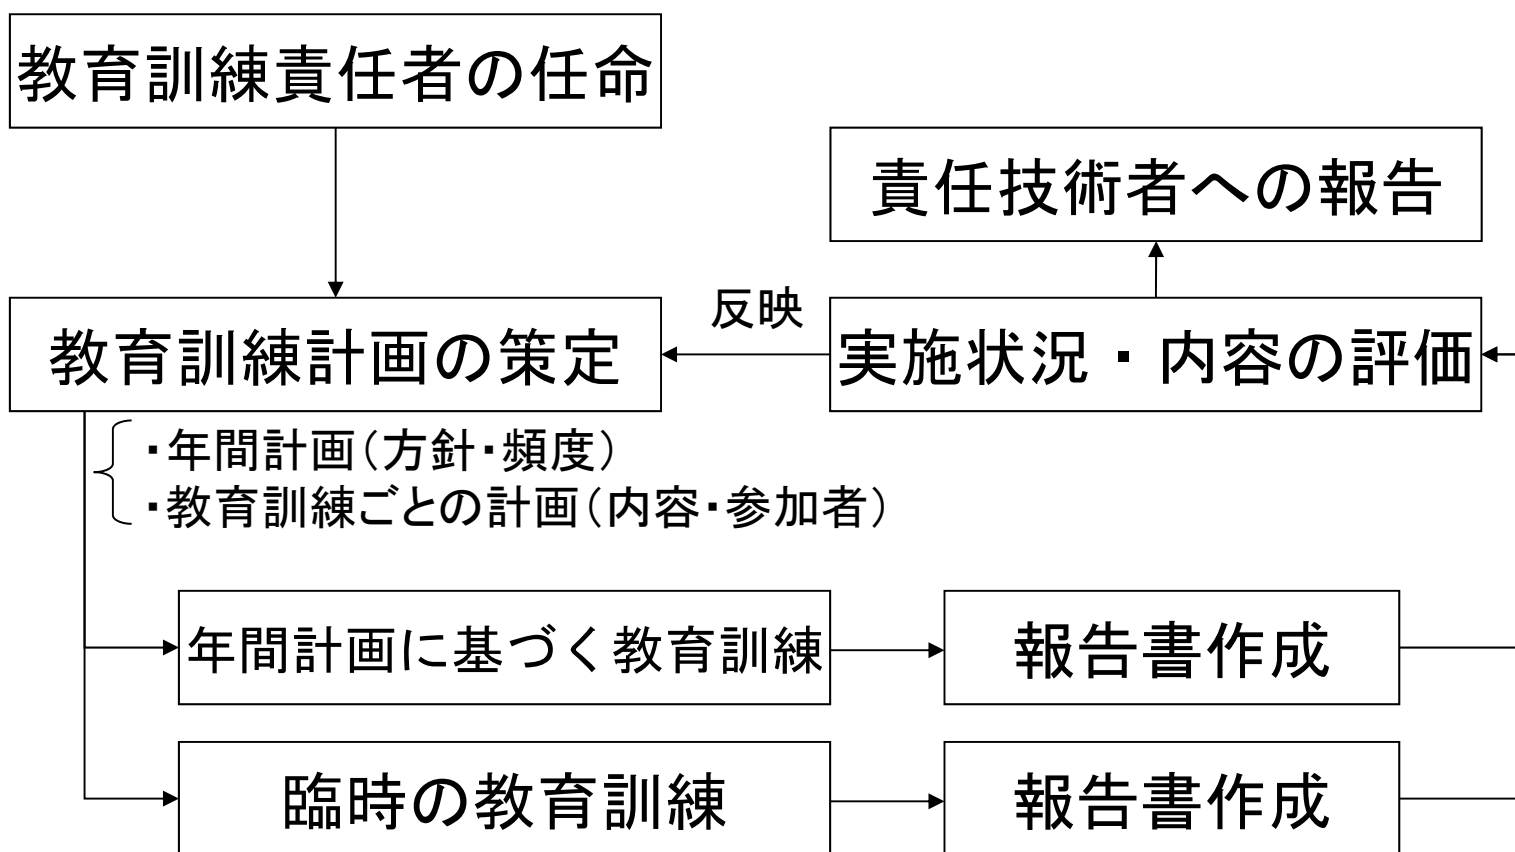 教育訓練責任者の任命
責任技術者への報告
教育訓練計画の策定
反映
実施状況・内容の評価
・年間計画(方針・頻度)
・教育訓練ごとの計画(内容・参加者)
年間計画に基づく教育訓練
報告書作成
臨時の教育訓練
報告書作成